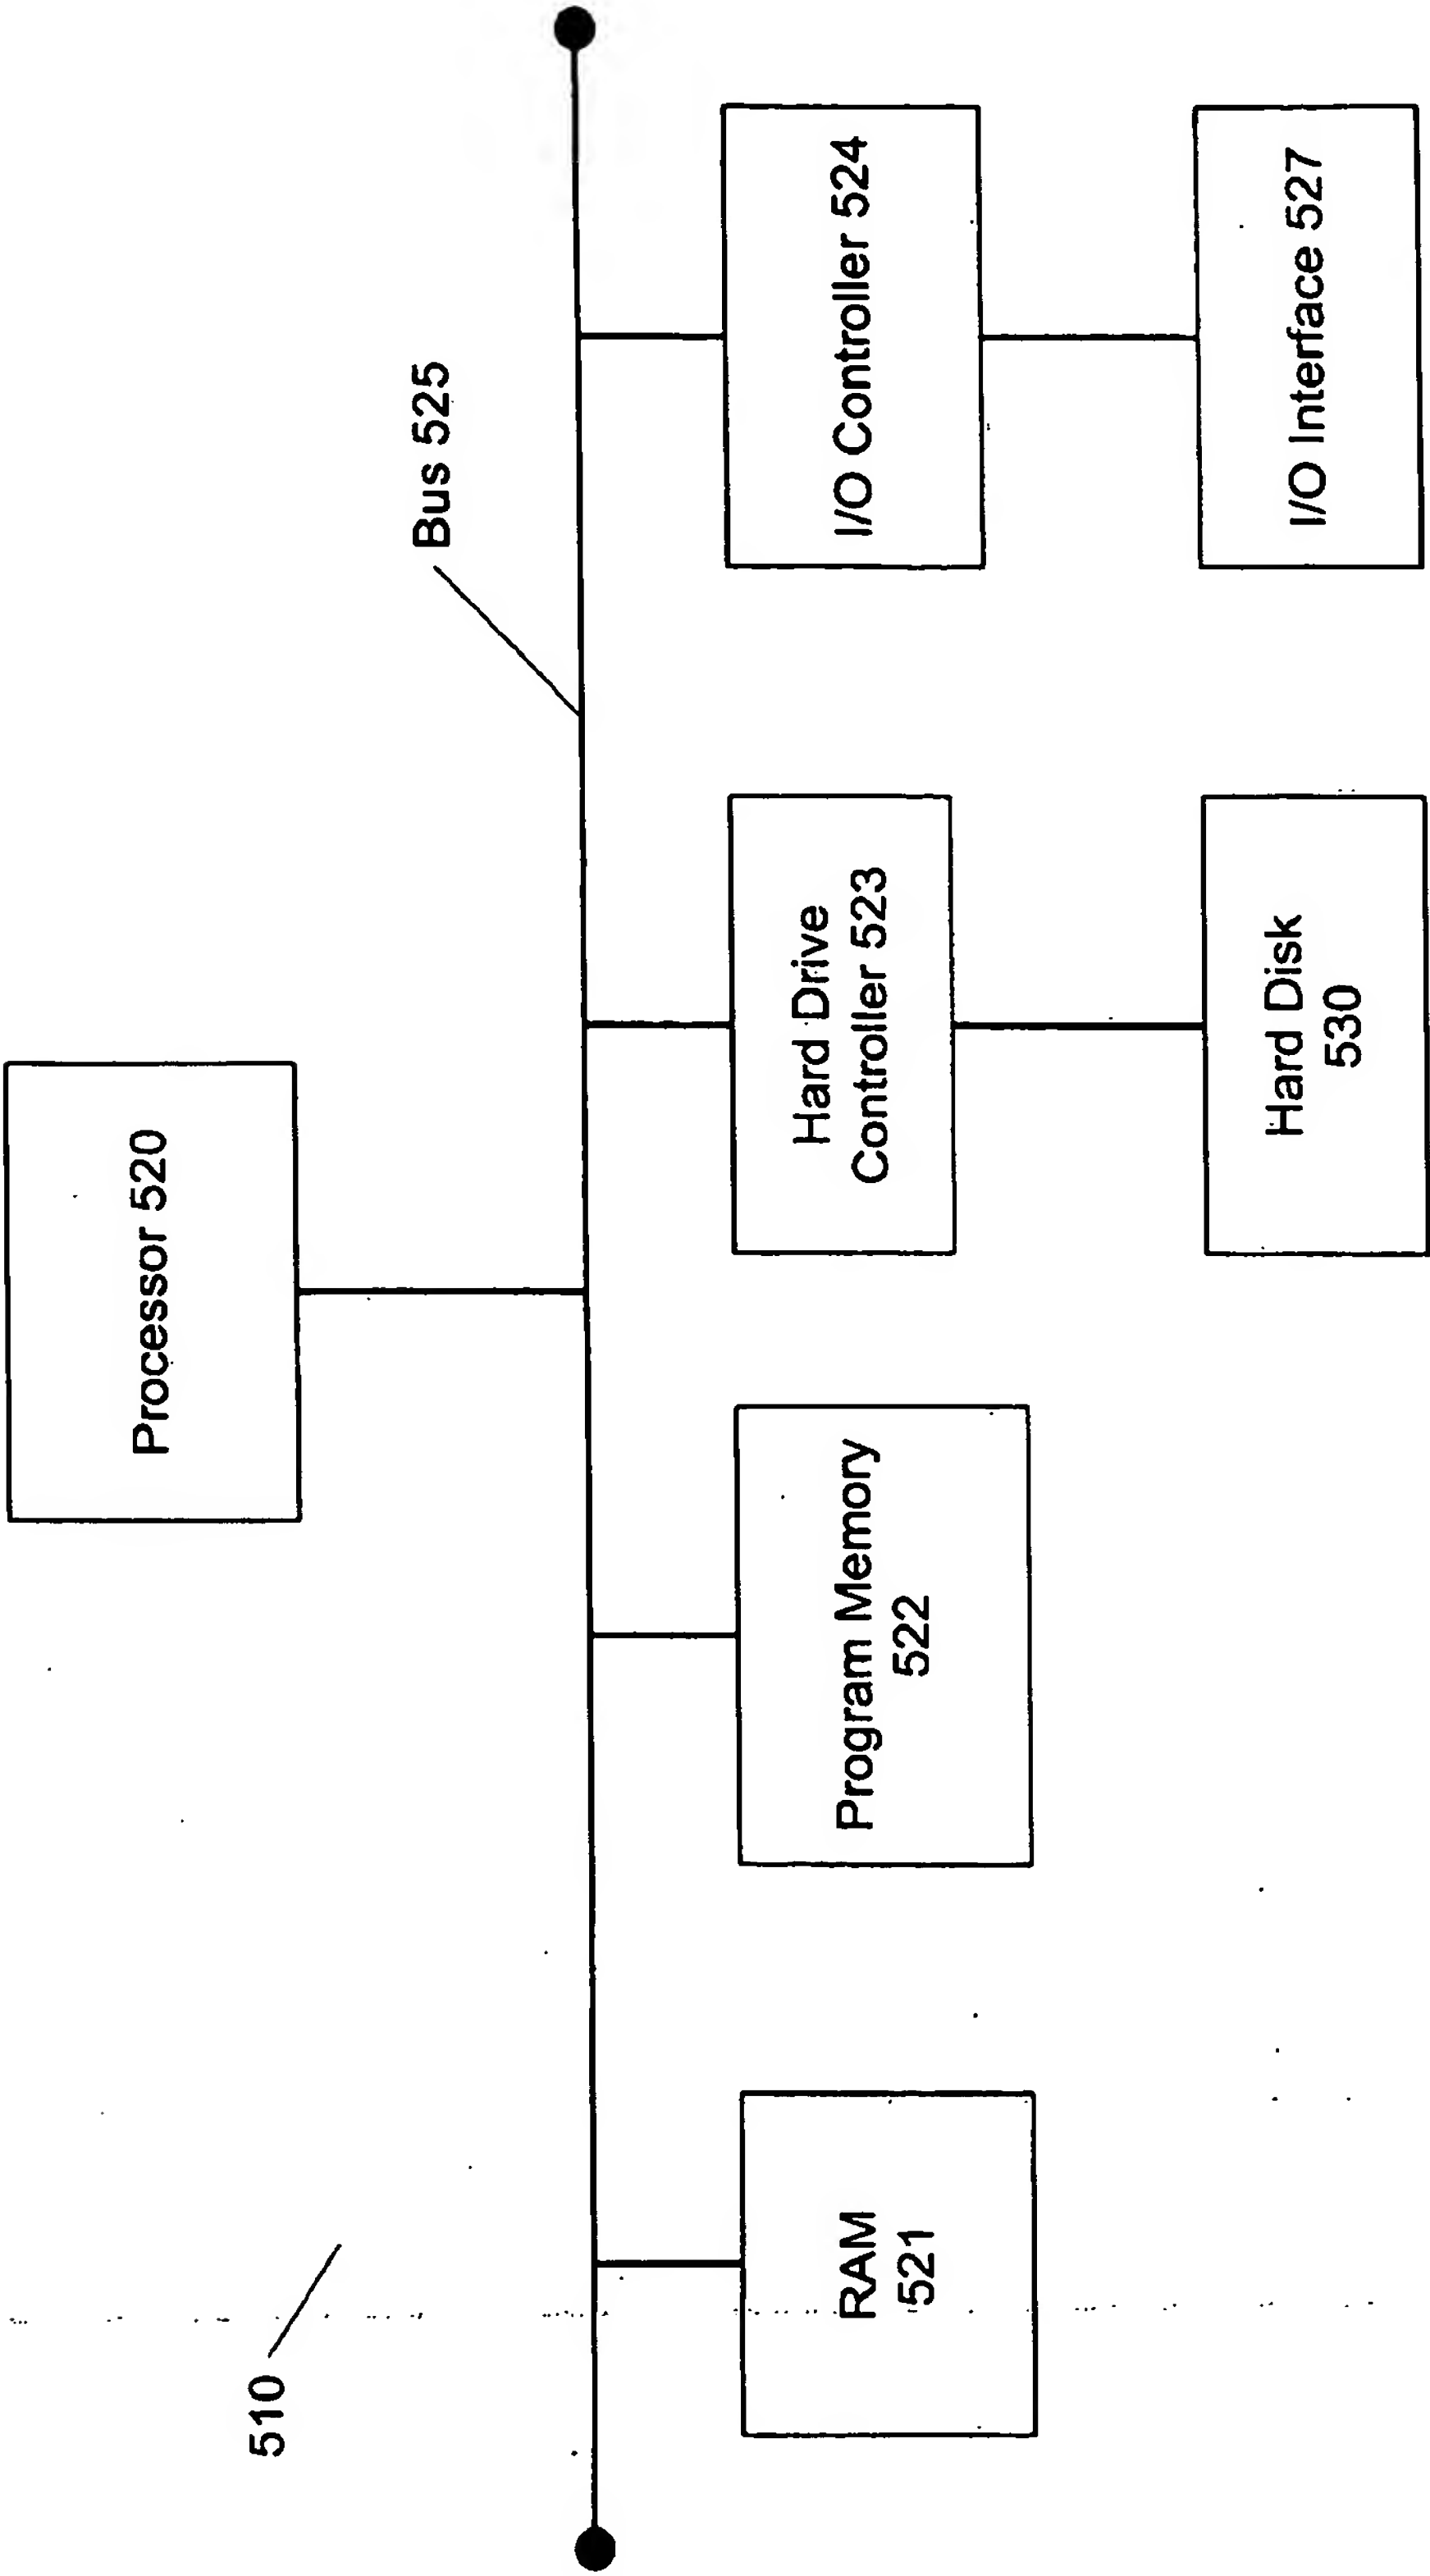 510
Processor 520
Bus 525
RAM
521
Program Memory
522
Hard Drive
Controller 523
I/O Controller 524
Hard Disk
530
I/O Interface 527